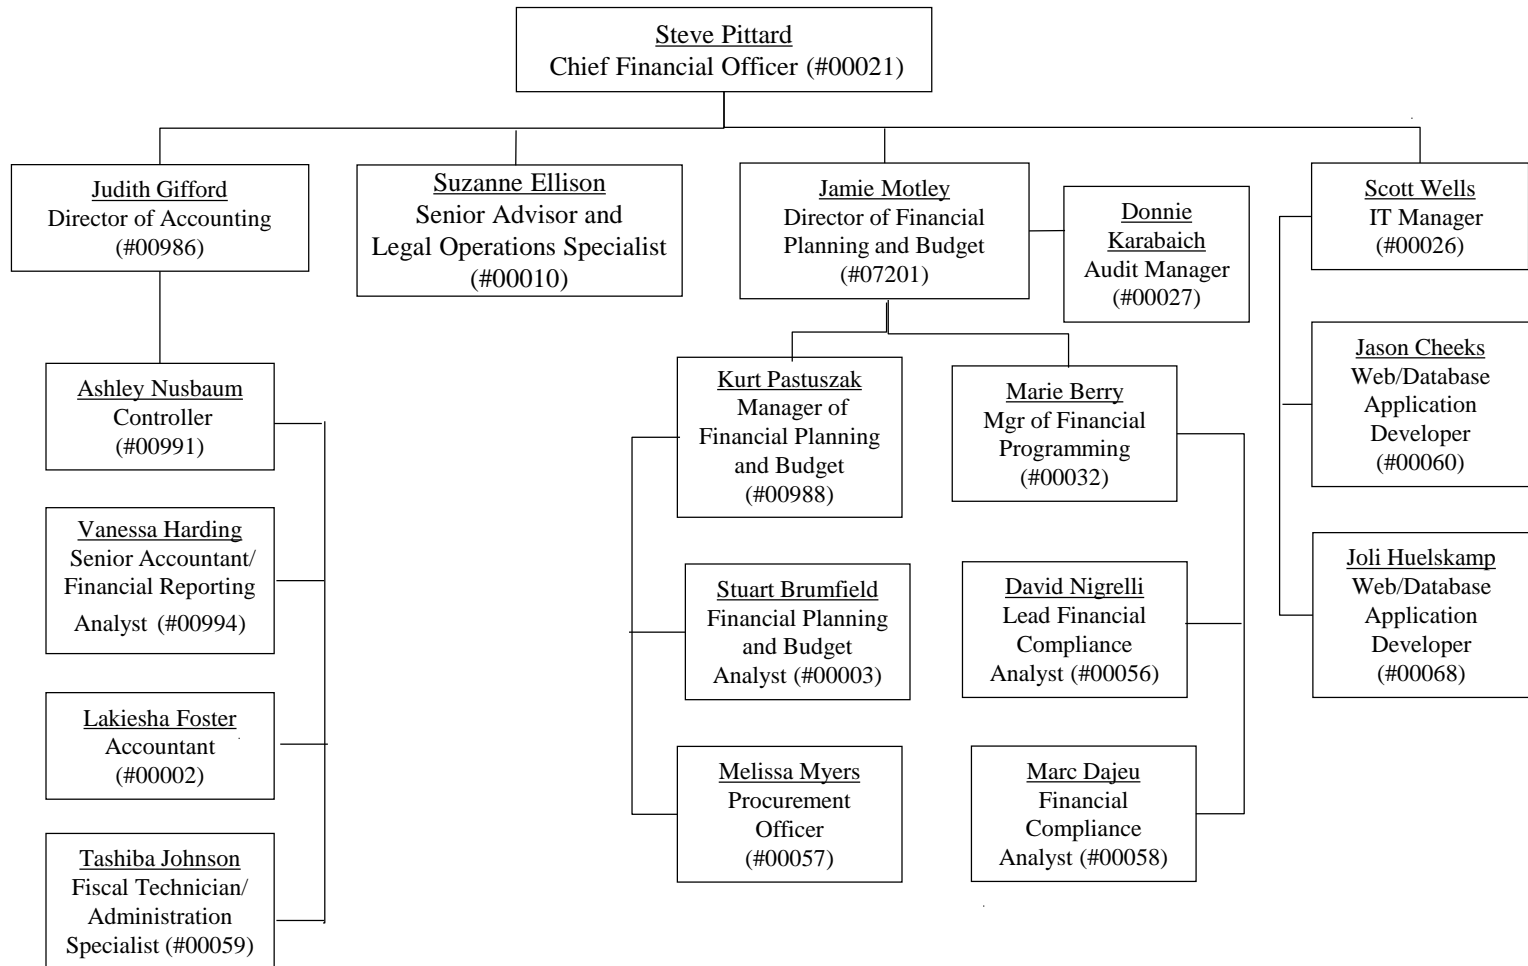 Steve Pittard
Chief Financial Officer (#00021)
Judith Gifford
Director of Accounting
(#00986)
Suzanne Ellison
Senior Advisor and
Legal Operations Specialist
(#00010)
Jamie Motley
Director of Financial
Planning and Budget
(#07201)
Donnie
Karabaich
Audit Manager
(#00027)
Scott Wells
IT Manager
(#00026)
Ashley Nusbaum
Controller
(#00991)
Vanessa Harding
Senior Accountant/
Financial Reporting
Analyst (#00994)
Lakiesha Foster
Accountant
(#00002)
Tashiba Johnson
Fiscal Technician/
Administration
Specialist (#00059)
Kurt Pastuszak
Manager of
Financial Planning
and Budget
(#00988)
Stuart Brumfield
Financial Planning
and Budget
Analyst (#00003)
Melissa Myers
Procurement
Officer
(#00057)
Marie Berry
Mgr of Financial
Programming
(#00032)
David Nigrelli
Lead Financial
Compliance
Analyst (#00056)
Marc Dajeu
Financial
Compliance
Analyst (#00058)
Jason Cheeks
Web/Database
Application
Developer
(#00060)
Joli Huelskamp
Web/Database
Application
Developer
(#00068)